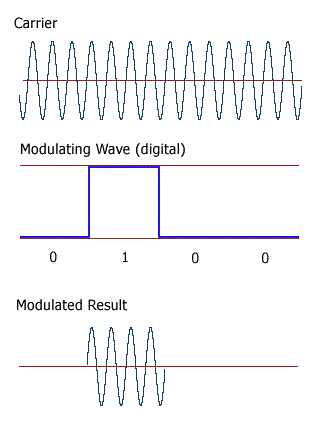 Carrier
Modulating Wave (digital)
0 1 0 0
Modulated Result